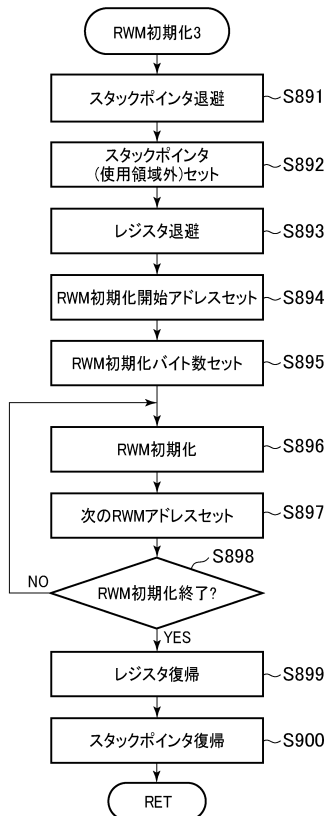 RWM初期化3
スタックポインタ退避
S891
スタックポインタ
(使用領域外)セット
S892
レジスタ退避
S893
RWM初期化開始アドレスセット
S894
RWM初期化バイト数セット
S895
RWM初期化
S896
次のRWMアドレスセット
S897
S898
NO
RWM初期化終了?
YES
レジスタ復帰
S899
スタックポインタ復帰
S900
RET